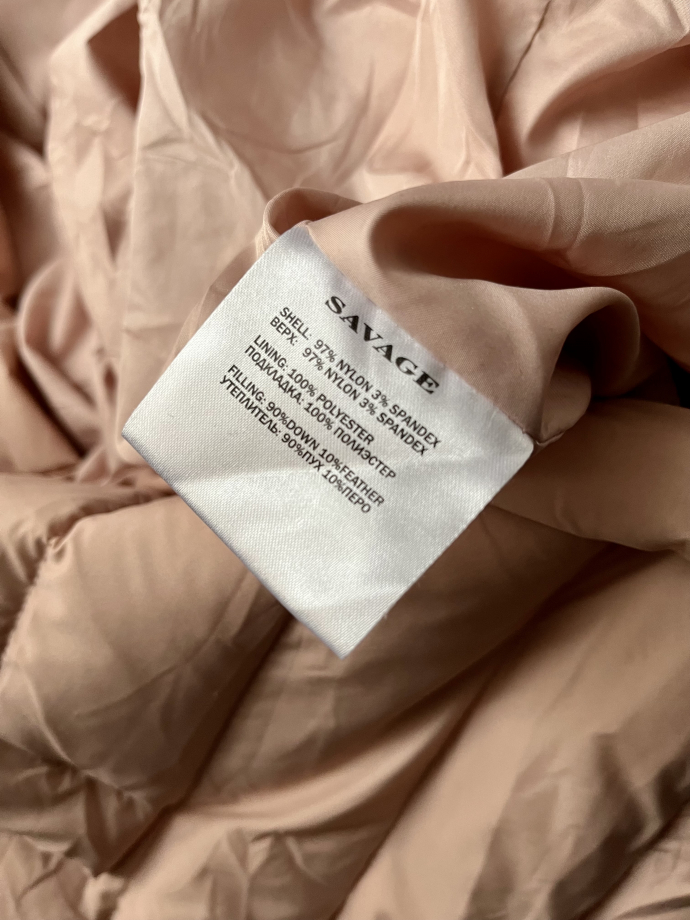 SAVAGE
SHELL: 97% NYLON 3% SPANDEX
ВЕРХ: 97% NYLON 3% SPANDEX
LINING: 100% POLYESTER
ПОДКЛАДКА: 100% ПОЛИЭСТЕР
FILLING: 90%DOWN 10%FEATHER
УТЕПЛИТЕЛЬ: 90%ПУХ 10%ПЕРО